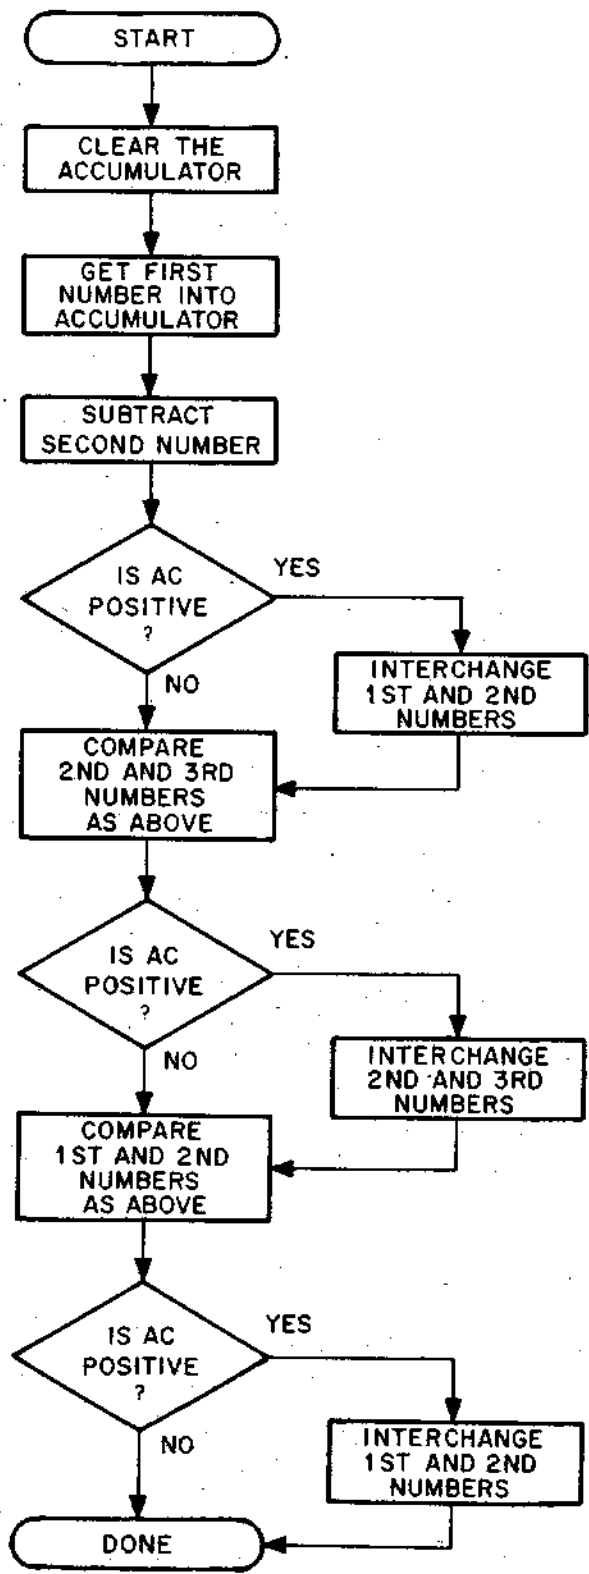 START
CLEAR THE
ACCUMULATOR
GET FIRST
NUMBER INTO
ACCUMULATOR
SUBTRACT
SECOND NUMBER
IS AC
POSITIVE
?
YES
NO
INTERCHANGE
1ST AND 2ND
NUMBERS
COMPARE
2ND AND 3RD
NUMBERS
AS ABOVE
IS AC
POSITIVE
?
YES
NO
INTERCHANGE
2ND AND 3RD
NUMBERS
COMPARE
1ST AND 2ND
NUMBERS
AS ABOVE
IS AC
POSITIVE
?
YES
NO
INTERCHANGE
1ST AND 2ND
NUMBERS
DONE